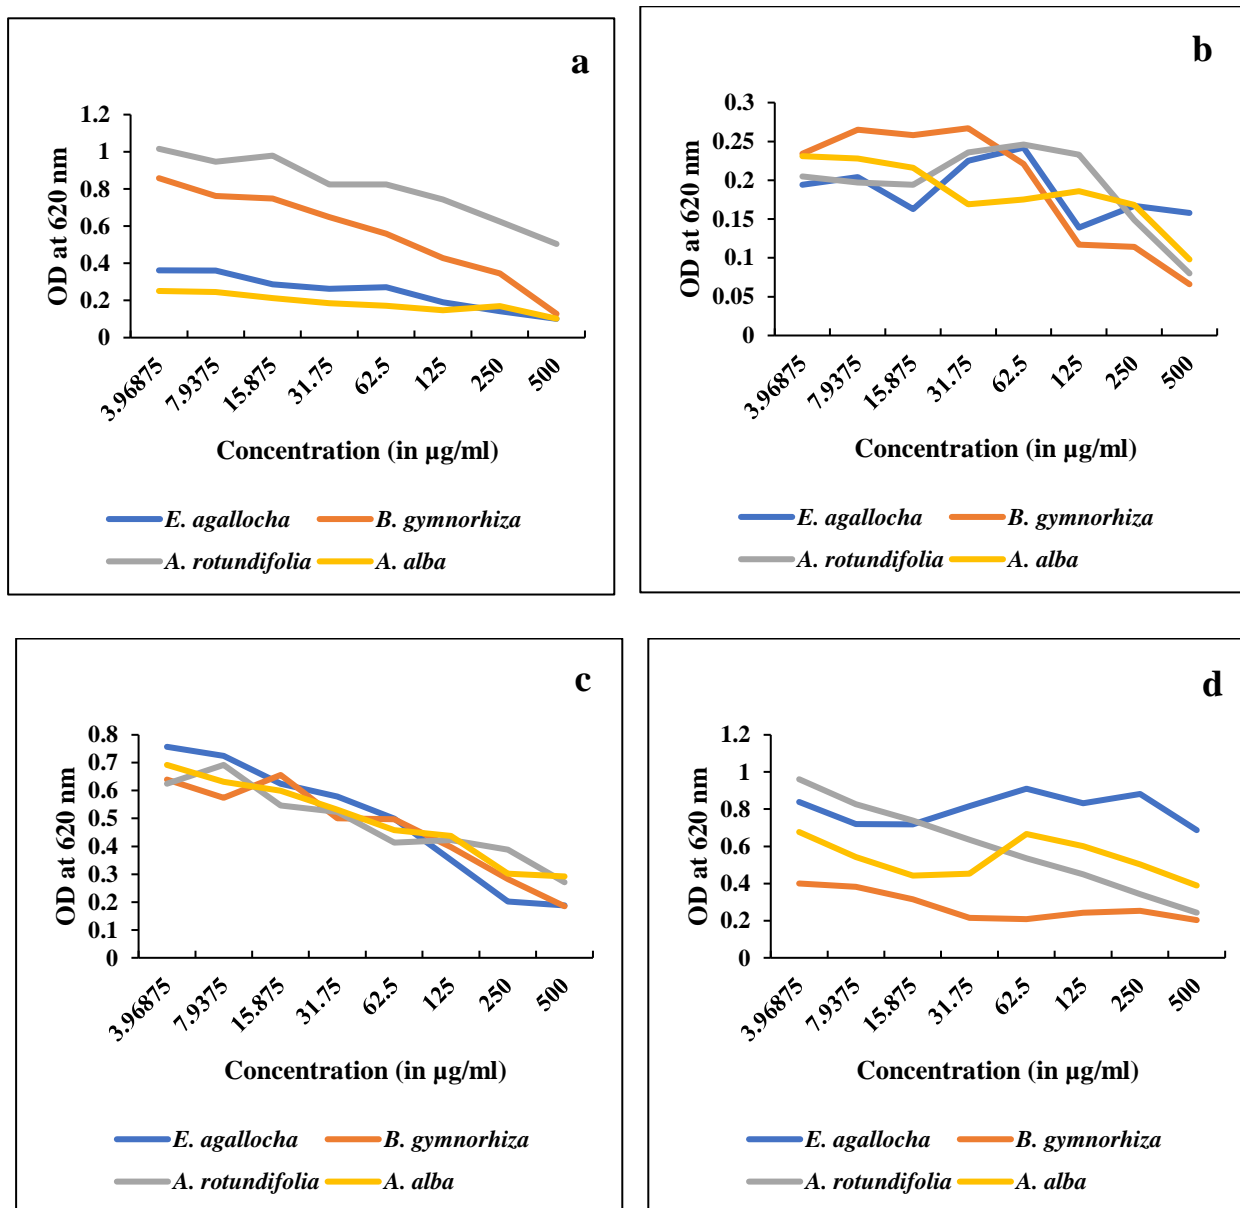 a
1.2
1
0.8
0.6
0.4
0.2
0
OD at 620 nm
3.96875 7.9375 15.875 31.75 62.5 125 250 500
Concentration (in µg/ml)
E. agallocha B. gymnorhiza
A. rotundifolia A. alba
b
0.3
0.25
0.2
0.15
0.1
0.05
0
OD at 620 nm
3.96875 7.9375 15.875 31.75 62.5 125 250 500
Concentration (in µg/ml)
E. agallocha B. gymnorhiza
A. rotundifolia A. alba
c
0.8
0.7
0.6
0.5
0.4
0.3
0.2
0.1
0
OD at 620 nm
3.96875 7.9375 15.875 31.75 62.5 125 250 500
Concentration (in µg/ml)
E. agallocha B. gymnorhiza
A. rotundifolia A. alba
d
1.2
1
0.8
0.6
0.4
0.2
0
OD at 620 nm
3.96875 7.9375 15.875 31.75 62.5 125 250 500
Concentration (in µg/ml)
E. agallocha B. gymnorhiza
A. rotundifolia A. alba